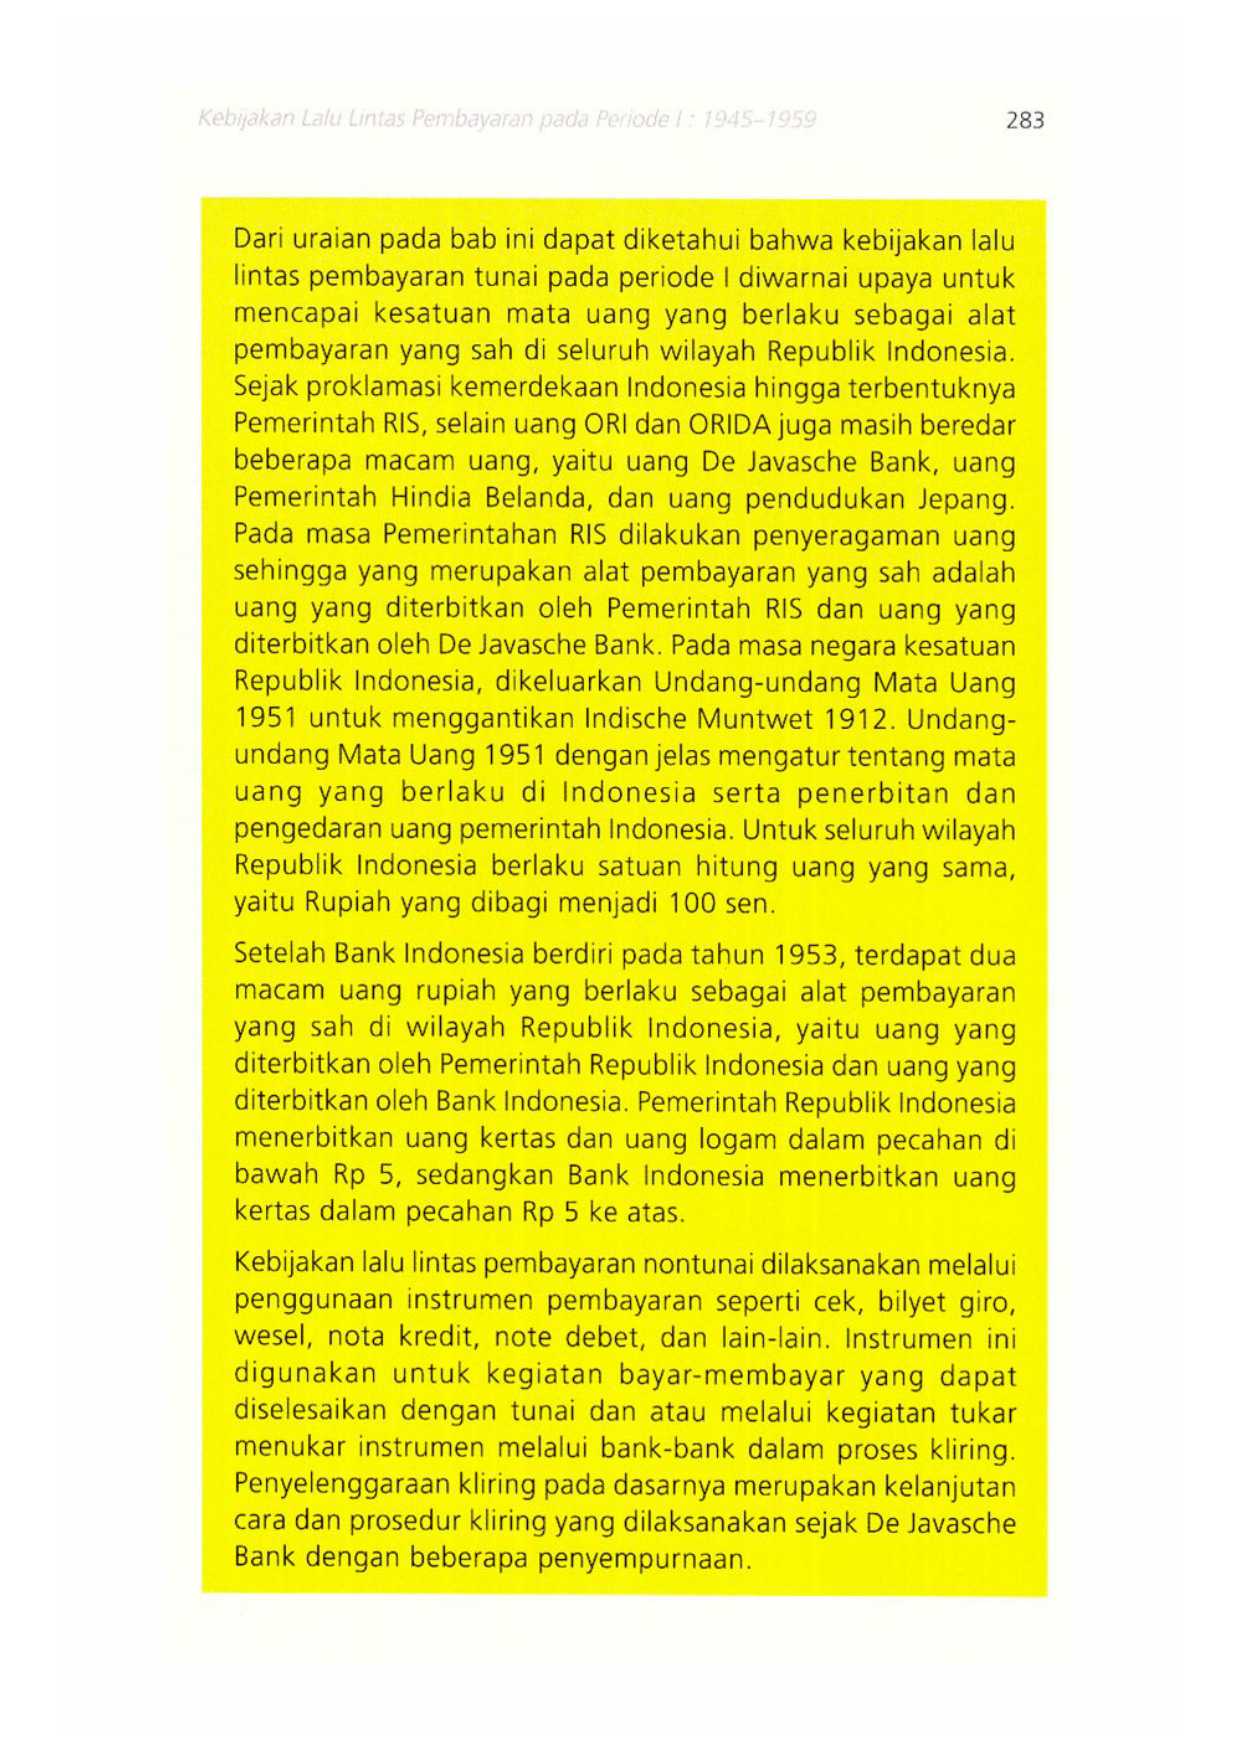 Kebijakan Lalu Lintas Pembayaran pada Periode I : 1945–1959
283
Dari uraian pada bab ini dapat diketahui bahwa kebijakan lalu
lintas pembayaran tunai pada periode I diwarnai upaya untuk
mencapai kesatuan mata uang yang berlaku sebagai alat
pembayaran yang sah di seluruh wilayah Republik Indonesia.
Sejak proklamasi kemerdekaan Indonesia hingga terbentuknya
Pemerintah RIS, selain uang ORI dan ORIDA juga masih beredar
beberapa macam uang, yaitu uang De Javasche Bank, uang
Pemerintah Hindia Belanda, dan uang pendudukan Jepang.
Pada masa Pemerintahan RIS dilakukan penyeragaman uang
sehingga yang merupakan alat pembayaran yang sah adalah
uang yang diterbitkan oleh Pemerintah RIS dan uang yang
diterbitkan oleh De Javasche Bank. Pada masa negara kesatuan
Republik Indonesia, dikeluarkan Undang-undang Mata Uang
1951 untuk menggantikan Indische Muntwet 1912. Undang-
undang Mata Uang 1951 dengan jelas mengatur tentang mata
uang yang berlaku di Indonesia serta penerbitan dan
pengedaran uang pemerintah Indonesia. Untuk seluruh wilayah
Republik Indonesia berlaku satuan hitung uang yang sama,
yaitu Rupiah yang dibagi menjadi 100 sen.
Setelah Bank Indonesia berdiri pada tahun 1953, terdapat dua
macam uang rupiah yang berlaku sebagai alat pembayaran
yang sah di wilayah Republik Indonesia, yaitu uang yang
diterbitkan oleh Pemerintah Republik Indonesia dan uang yang
diterbitkan oleh Bank Indonesia. Pemerintah Republik Indonesia
menerbitkan uang kertas dan uang logam dalam pecahan di
bawah Rp 5, sedangkan Bank Indonesia menerbitkan uang
kertas dalam pecahan Rp 5 ke atas.
Kebijakan lalu lintas pembayaran nontunai dilaksanakan melalui
penggunaan instrumen pembayaran seperti cek, bilyet giro,
wesel, nota kredit, note debet, dan lain-lain. Instrumen ini
digunakan untuk kegiatan bayar-membayar yang dapat
diselesaikan dengan tunai dan atau melalui kegiatan tukar
menukar instrumen melalui bank-bank dalam proses kliring.
Penyelenggaraan kliring pada dasarnya merupakan kelanjutan
cara dan prosedur kliring yang dilaksanakan sejak De Javasche
Bank dengan beberapa penyempurnaan.